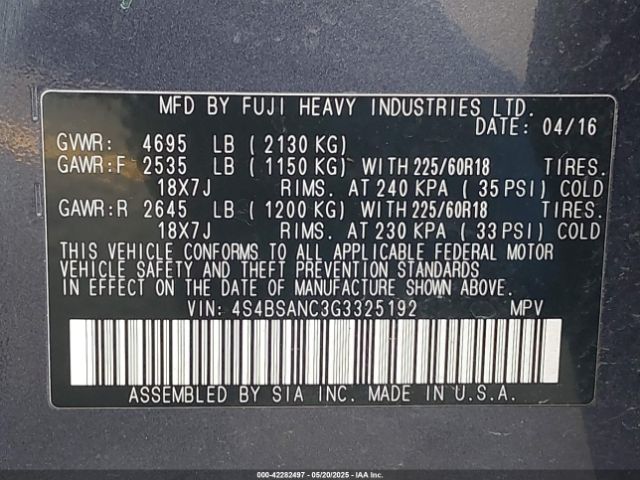 MFD BY FUJI HEAVY INDUSTRIES LTD.
DATE: 04/16
GVWR: 4695 LB ( 2130 KG)
GAWR:F 2535 LB ( 1150 KG) WITH 225/60R18 TIRES.
18X7J RIMS. AT 240 KPA ( 35 PSI) COLD
GAWR:R 2645 LB ( 1200 KG) WITH 225/60R18 TIRES.
18X7J RIMS. AT 230 KPA ( 33 PSI) COLD
THIS VEHICLE CONFORMS TO ALL APPLICABLE FEDERAL MOTOR
VEHICLE SAFETY AND THEFT PREVENTION STANDARDS
IN EFFECT ON THE DATE OF MANUFACTURE SHOWN ABOVE.
VIN: 4S4BSANC3G3325192 MPV
ASSEMBLED BY SIA INC. MADE IN U.S.A.
000-42282497 - 05/20/2025 - IAAI.CA